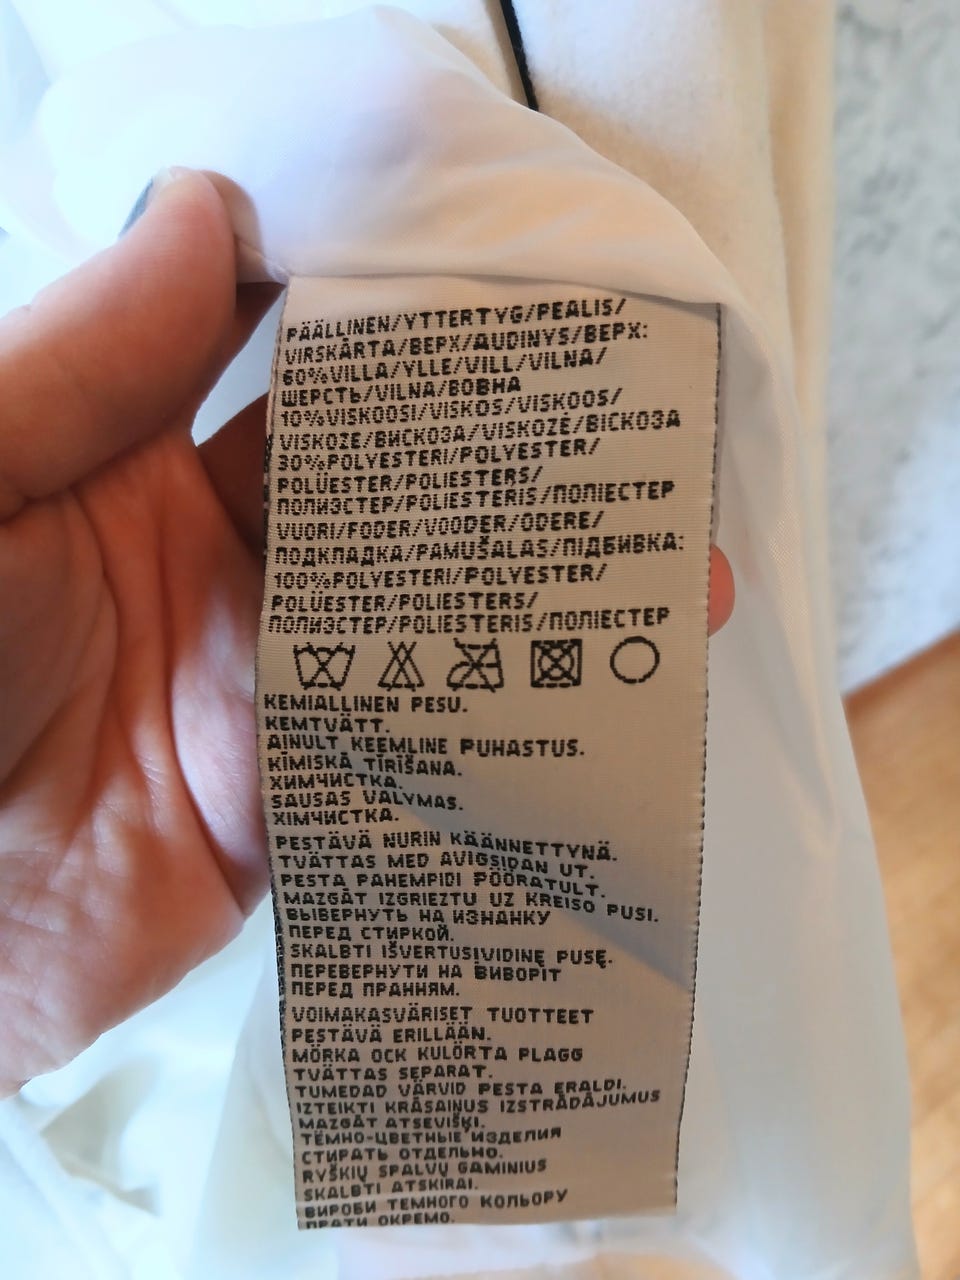 PÄÄLLINEN/YTTERTYG/PEALIS/
VIRSKĀRTA/ВЕРХ/AUDINYS/ВЕРХ:
60%VILLA/YLLE/VILL/VILNA/
ШЕРСТЬ/VILNA/ВОВНА
10%VISKOOSI/VISKOS/VISKOOS/
VISKOZE/ВИСКОЗА/VISKOZĖ/ВІСКОЗА
30%POLYESTERI/POLYESTER/
POLÜESTER/POLIESTERS/
ПОЛИЭСТЕР/POLIESTERIS/ПОЛІЕСТЕР
VUORI/FODER/VOODER/ODERE/
ПОДКЛАДКА/PAMUŠALAS/ПІДБИВКА:
100%POLYESTERI/POLYESTER/
POLÜESTER/POLIESTERS/
ПОЛИЭСТЕР/POLIESTERIS/ПОЛІЕСТЕР
KEMIALLINEN PESU.
KEMTVÄTT.
AINULT KEEMLINE PUHASTUS.
ĶĪMISKĀ TĪRĪŠANA.
ХИМЧИСТКА.
SAUSAS VALYMAS.
ХІМЧИСТКА.
PESTÄVÄ NURIN KÄÄNNETTYNÄ.
TVÄTTAS MED AVIGSIDAN UT.
PESTA PAHEMPIDI PÖÖRATULT.
MAZGĀT IZGRIEZTU UZ KREISO PUSI.
ВЫВЕРНУТЬ НА ИЗНАНКУ
ПЕРЕД СТИРКОЙ.
SKALBTI IŠVERTUSIVIDINĘ PUSĘ.
ПЕРЕВЕРНУТИ НА ВИВОРІТ
ПЕРЕД ПРАННЯМ.
VOIMAKASVÄRISET TUOTTEET
PESTÄVÄ ERILLÄÄN.
MÖRKA OCK KULÖRTA PLAGG
TVÄTTAS SEPARAT.
TUMEDAD VÄRVID PESTA ERALDI.
IZTEIKTI KRĀSAINUS IZSTRĀDĀJUMUS
MAZGĀT ATSEVIŠĶI.
ТЁМНО-ЦВЕТНЫЕ ИЗДЕЛИЯ
СТИРАТЬ ОТДЕЛЬНО.
RYŠKIŲ SPALVŲ GAMINIUS
SKALBTI ATSKIRAI.
ВИРОБИ ТЕМНОГО КОЛЬОРУ
ПРАТИ ОКРЕМО.